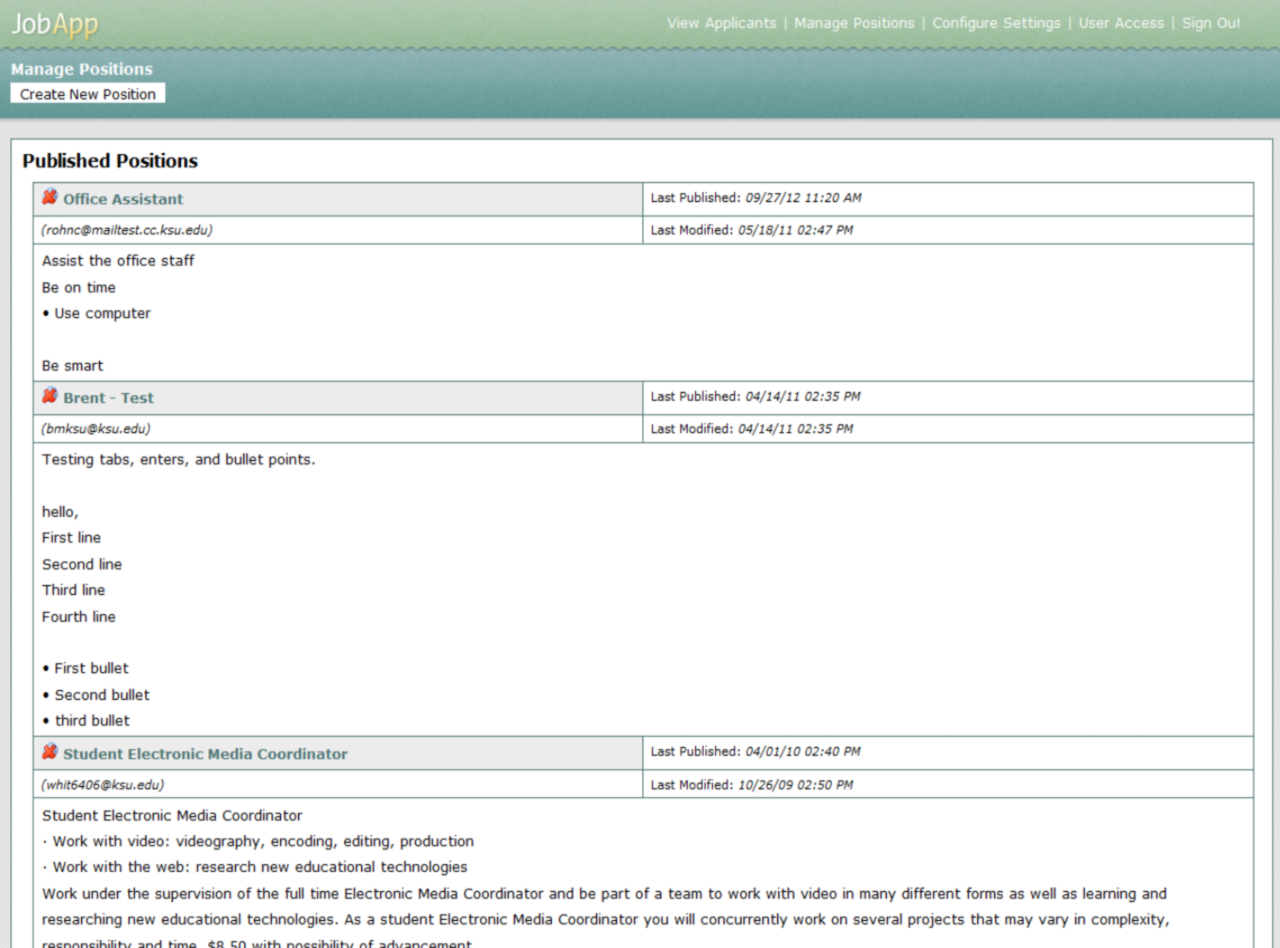 JobApp
View Applicants | Manage Positions | Configure Settings | User Access | Sign Out
Manage Positions
Create New Position
Published Positions
Office Assistant
Last Published: 09/27/12 11:20 AM
(rohnc@mailtest.cc.ksu.edu)
Last Modified: 05/18/11 02:47 PM
Assist the office staff
Be on time
• Use computer
Be smart
Brent - Test
Last Published: 04/14/11 02:35 PM
(bmksu@ksu.edu)
Last Modified: 04/14/11 02:35 PM
Testing tabs, enters, and bullet points.
hello,
First line
Second line
Third line
Fourth line
• First bullet
• Second bullet
• third bullet
Student Electronic Media Coordinator
Last Published: 04/01/10 02:40 PM
(whit6406@ksu.edu)
Last Modified: 10/26/09 02:50 PM
Student Electronic Media Coordinator
· Work with video: videography, encoding, editing, production
· Work with the web: research new educational technologies
Work under the supervision of the full time Electronic Media Coordinator and be part of a team to work with video in many different forms as well as learning and
researching new educational technologies. As a student Electronic Media Coordinator you will concurrently work on several projects that may vary in complexity,
responsibility and time. $8.50 with possibility of advancement